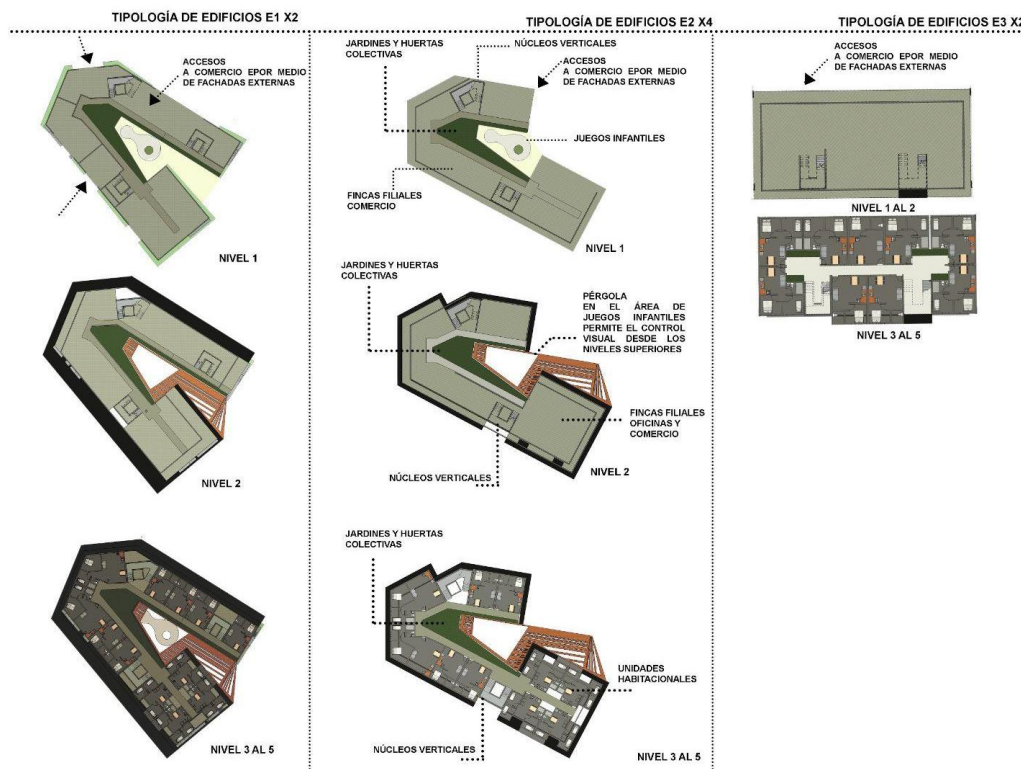 TIPOLOGÍA DE EDIFICIOS E1 X2
ACCESOS
A COMERCIO EPOR MEDIO
DE FACHADAS EXTERNAS
NIVEL 1
NIVEL 2
NIVEL 3 AL 5
TIPOLOGÍA DE EDIFICIOS E2 X4
JARDINES Y HUERTAS
COLECTIVAS
NÚCLEOS VERTICALES
ACCESOS
A COMERCIO EPOR MEDIO
DE FACHADAS EXTERNAS
JUEGOS INFANTILES
FINCAS FILIALES
COMERCIO
NIVEL 1
JARDINES Y HUERTAS
COLECTIVAS
PÉRGOLA
EN EL ÁREA DE
JUEGOS INFANTILES
PERMITE EL CONTROL
VISUAL DESDE LOS
NIVELES SUPERIORES
FINCAS FILIALES
OFICINAS Y
COMERCIO
NIVEL 2
NÚCLEOS VERTICALES
JARDINES Y HUERTAS
COLECTIVAS
UNIDADES
HABITACIONALES
NÚCLEOS VERTICALES
NIVEL 3 AL 5
TIPOLOGÍA DE EDIFICIOS E3 X2
ACCESOS
A COMERCIO EPOR MEDIO
DE FACHADAS EXTERNAS
NIVEL 1 AL 2
NIVEL 3 AL 5